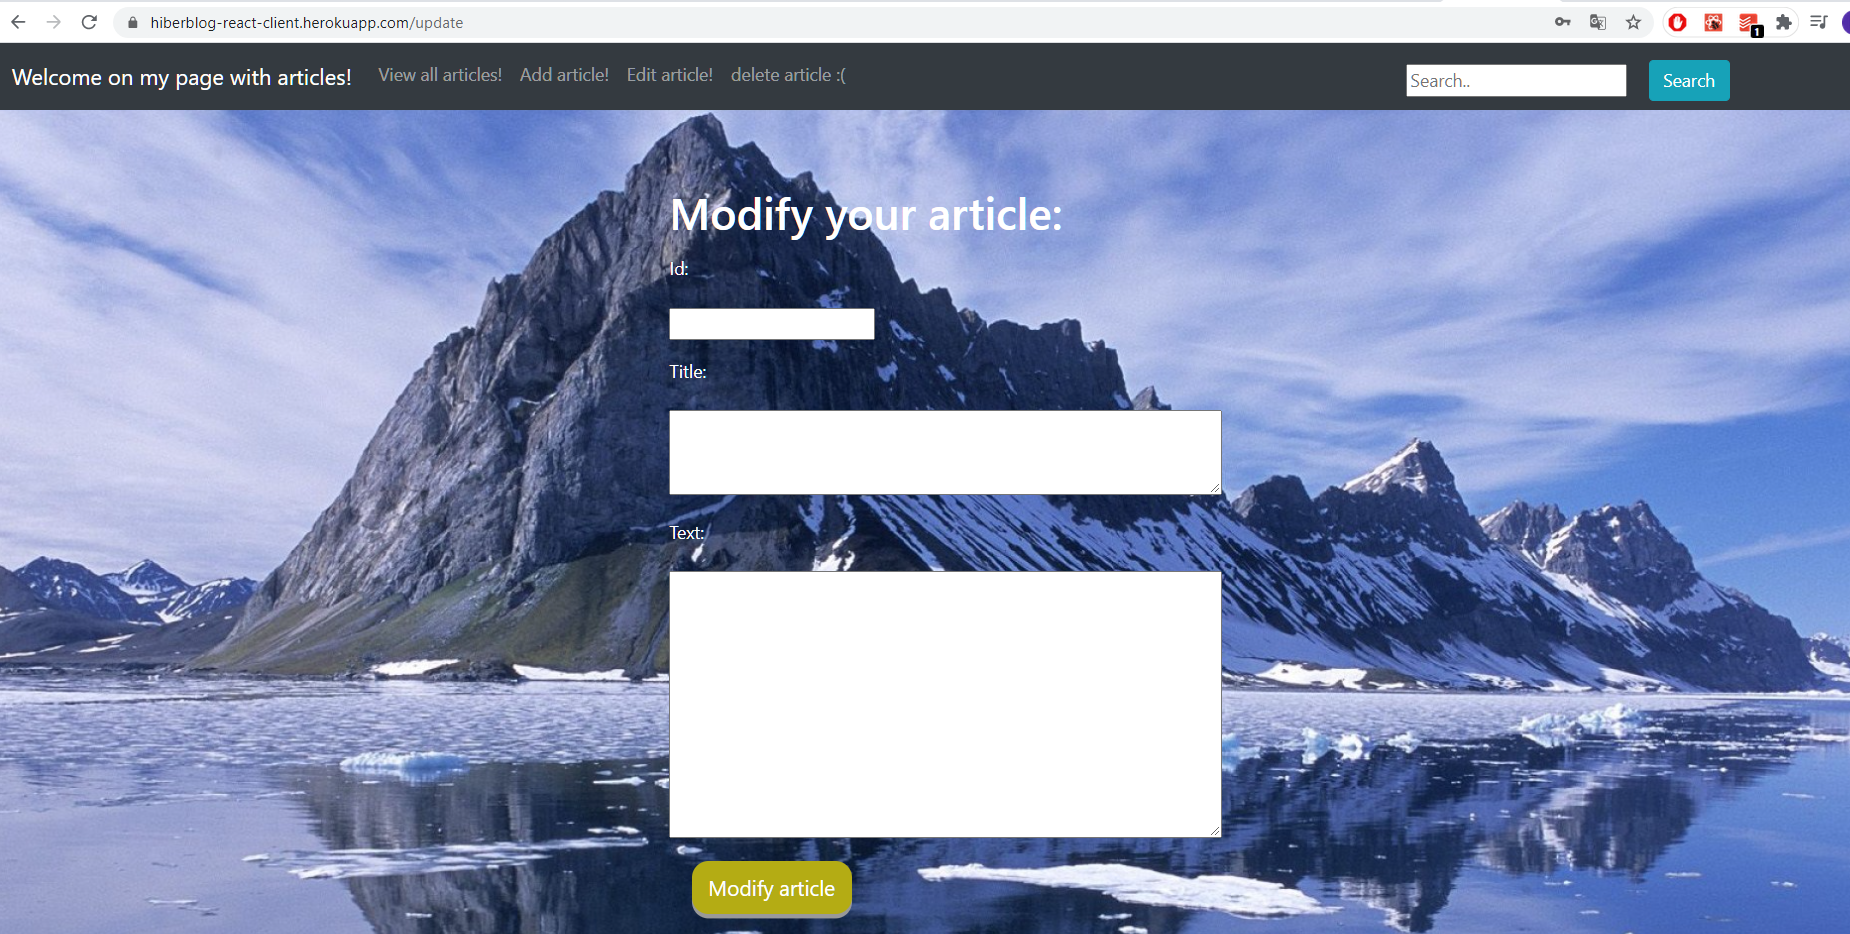 hiberblog-react-client.herokuapp.com/update
1
Welcome on my page with articles! View all articles! Add article! Edit article! delete article :( Search.. Search
Modify your article:
Id:
Title:
Text:
Modify article